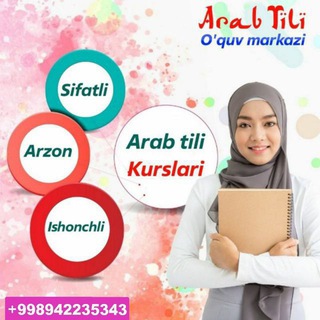 Arab Tili
O'quv markazi
Sifatli
Arzon
Ishonchli
Arab tili
Kurslari
+998942235343